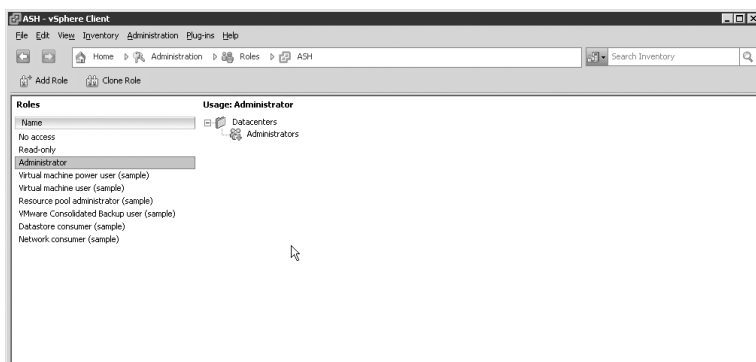 ASH - vSphere Client
File Edit View Inventory Administration Plug-ins Help
Home Administration Roles ASH
Search Inventory
Add Role Clone Role
Roles
Usage: Administrator
Name
Datacenters
Administrators
No access
Read-only
Administrator
Virtual machine power user (sample)
Virtual machine user (sample)
Resource pool administrator (sample)
VMware Consolidated Backup user (sample)
Datastore consumer (sample)
Network consumer (sample)